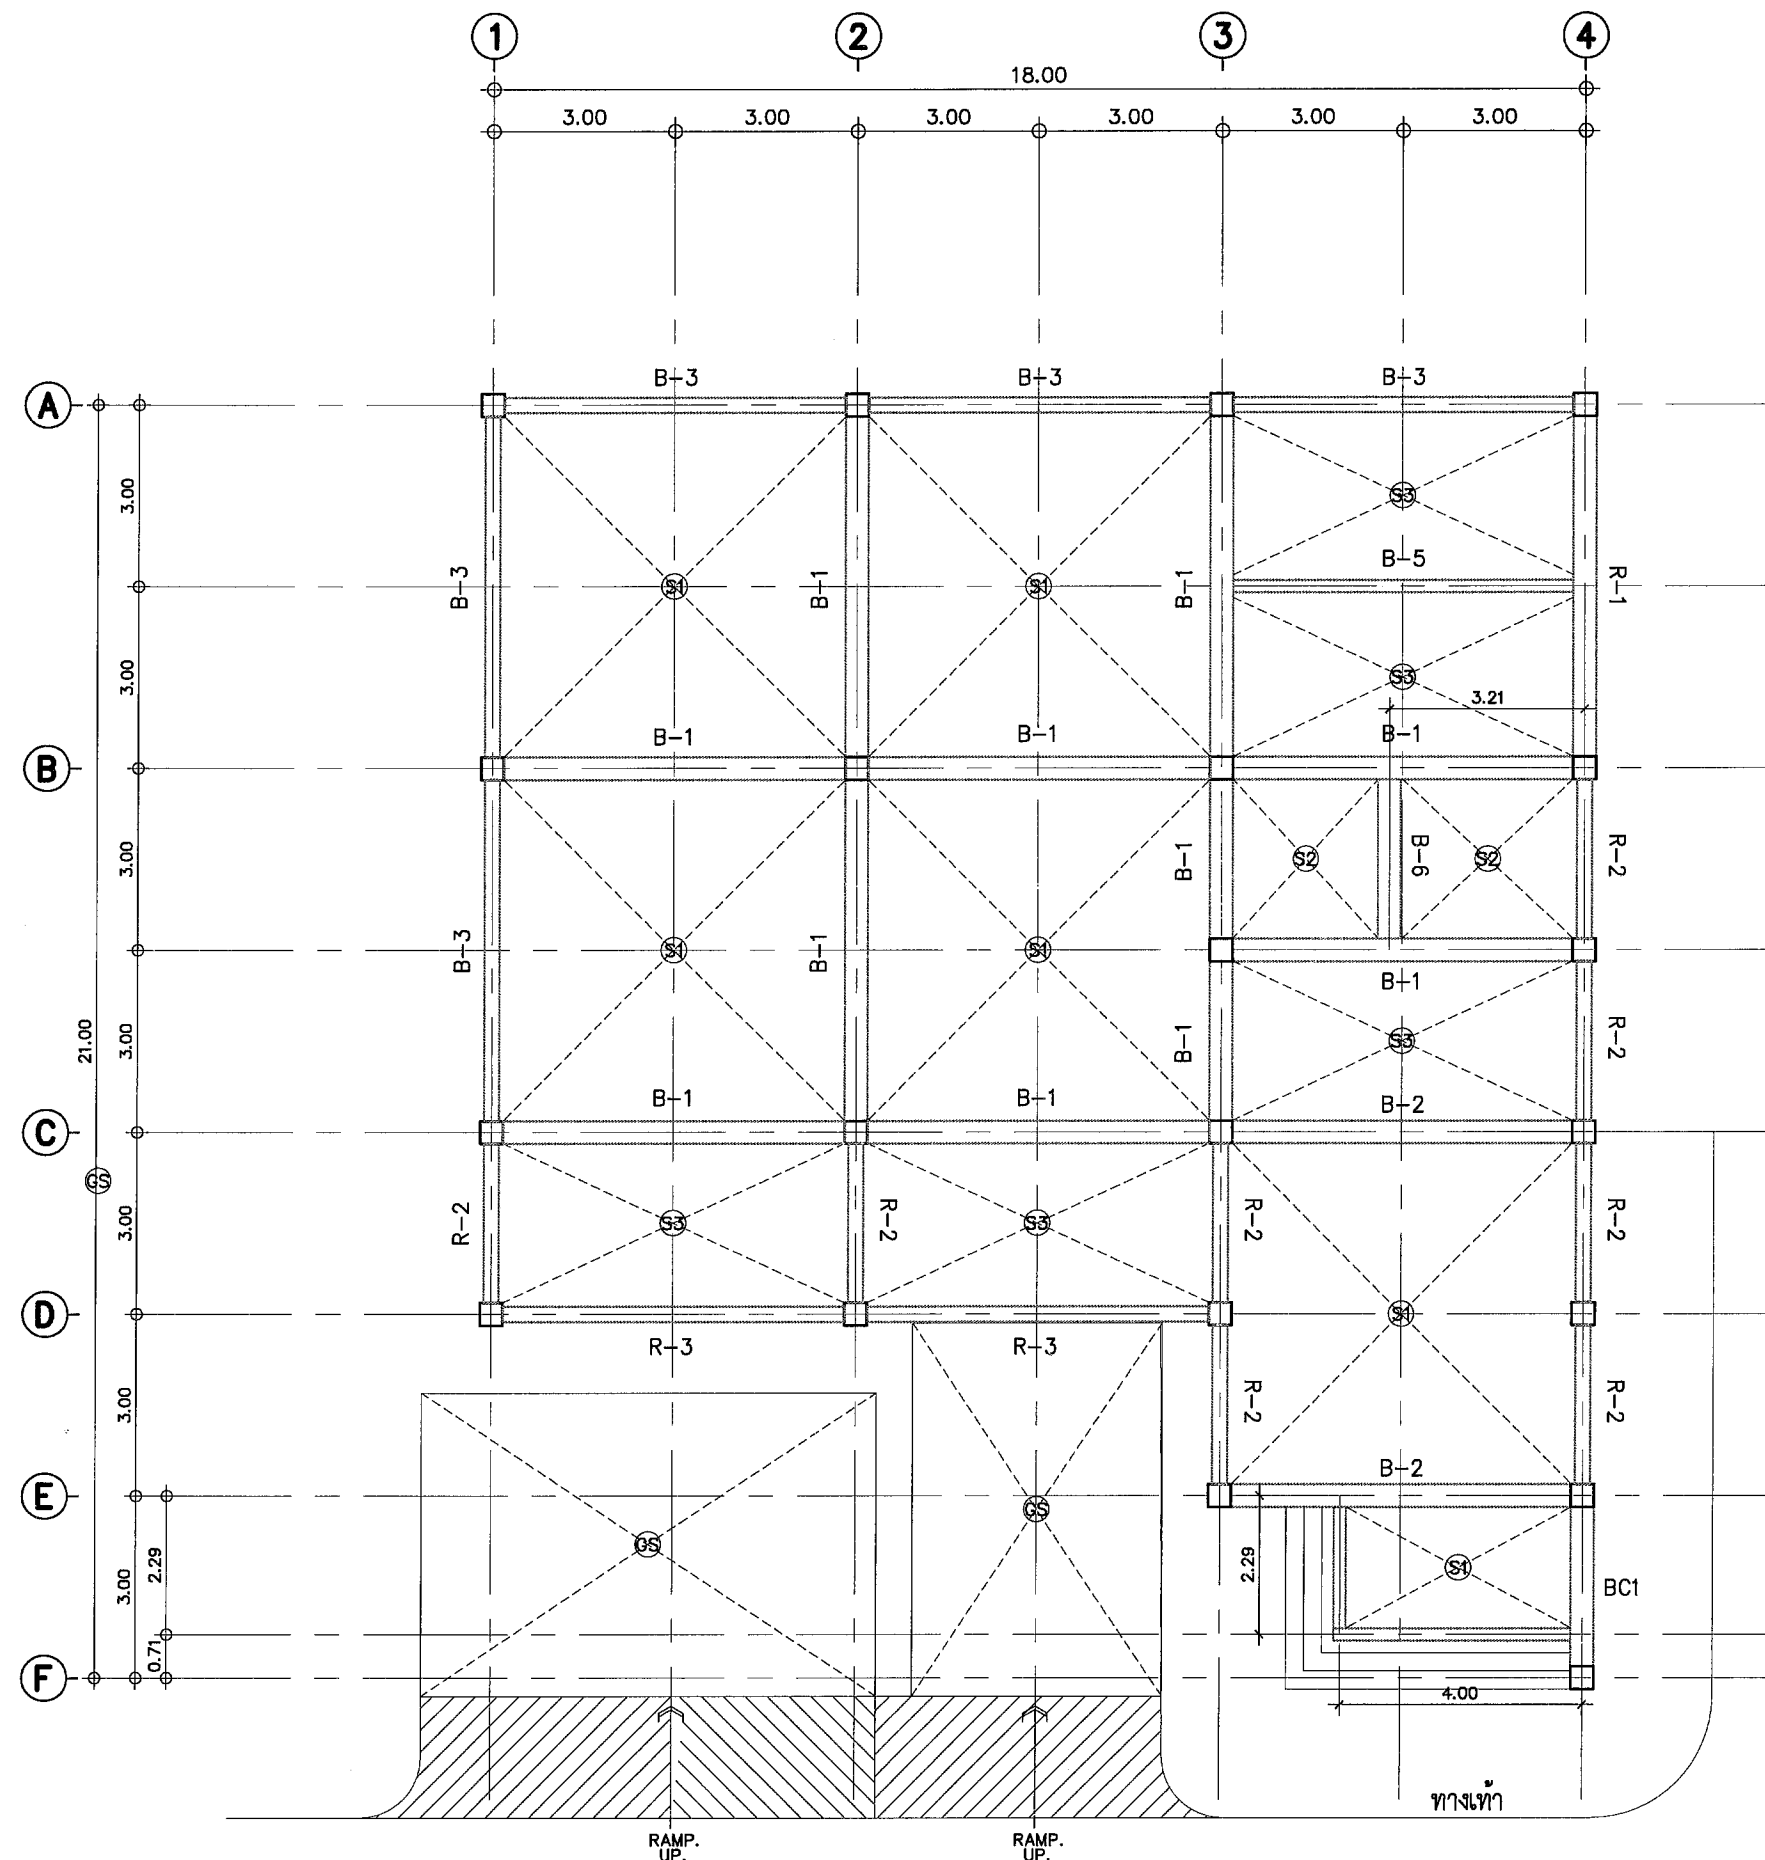 1 2 3 4
18.00
3.00 3.00 3.00 3.00 3.00 3.00
B-3 B-3 B-3
A
3.00
S3
B-5
B-3 S1 B-1 S1 B-1 R-1
3.00
S3
3.21
B-1 B-1 B-1
B
3.00
B-1 S2 B-6 S2 R-2
B-3 S1 B-1 S1
B-1
21.00
3.00
B-1 S3 R-2
B-1 B-1 B-2
C
GS
3.00
R-2 S3 R-2 S3 R-2 R-2
D
S1
R-3 R-3
3.00
R-2 R-2
B-2
E
GS
GS
2.29
3.00
2.29
S1
BC1
0.71
F
4.00
ทางเท้า
RAMP. RAMP.
UP. UP.